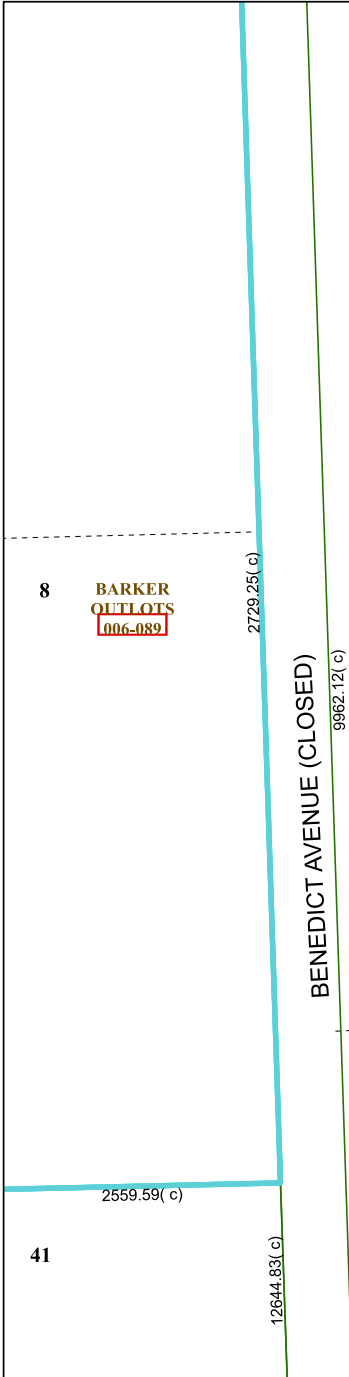 8
BARKER
OUTLOTS
006-089
2729.25( c)
9962.12( c)
BENEDICT AVENUE (CLOSED)
2559.59( c)
41
12644.83( c)